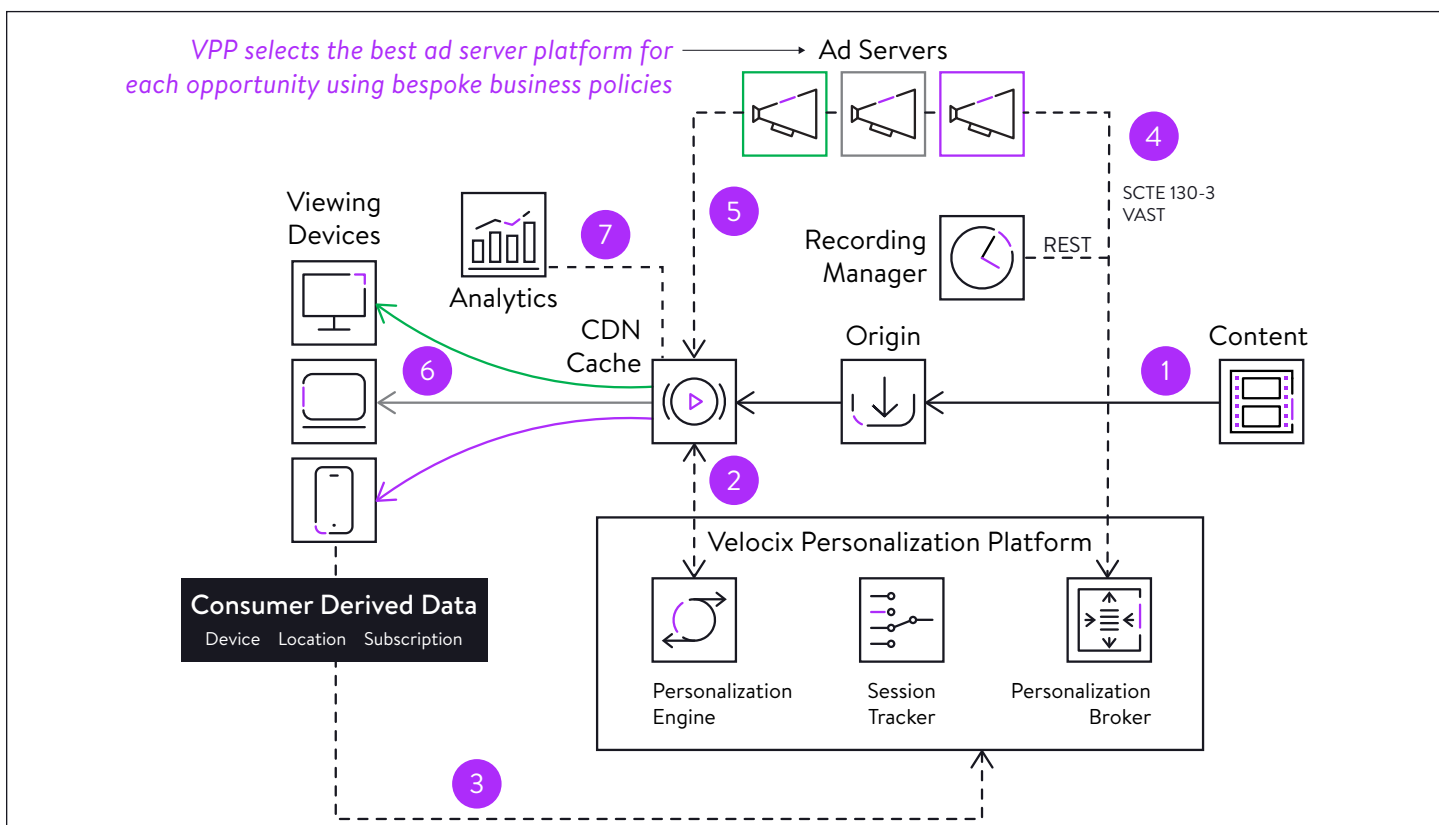 VPP selects the best ad server platform for
each opportunity using bespoke business policies
Ad Servers
4
SCTE 130-3
VAST
5
Viewing
Devices
7
Analytics
Recording
Manager
REST
CDN
Cache
Origin
Content
1
6
2
Velocix Personalization Platform
Consumer Derived Data
Device Location Subscription
Personalization
Engine
Session
Tracker
Personalization
Broker
3